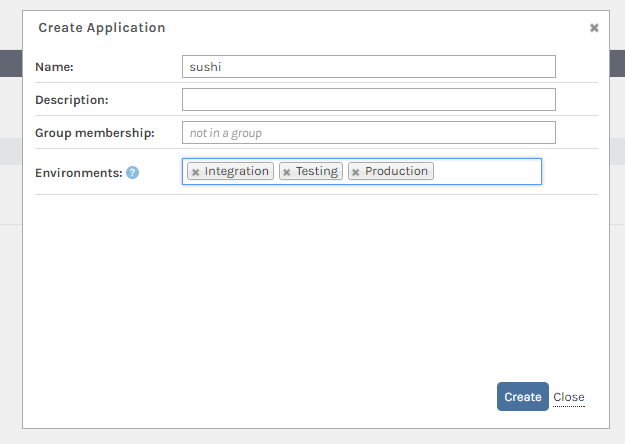 Create Application
Name: sushi
Description:
Group membership: not in a group
Environments: ? Integration Testing Production
Create Close